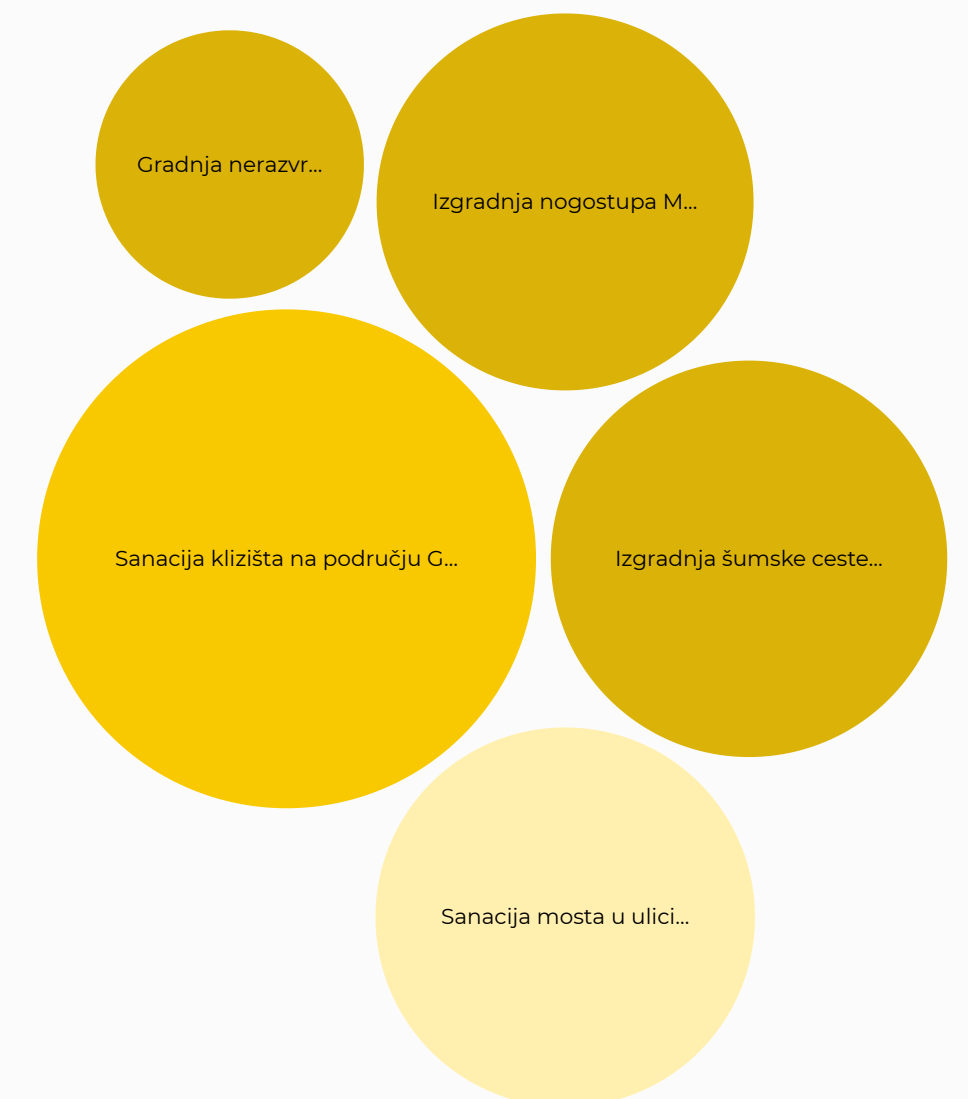 Gradnja nerazvr...
Izgradnja nogostupa M...
Sanacija klizišta na području G...
Izgradnja šumske ceste...
Sanacija mosta u ulici...